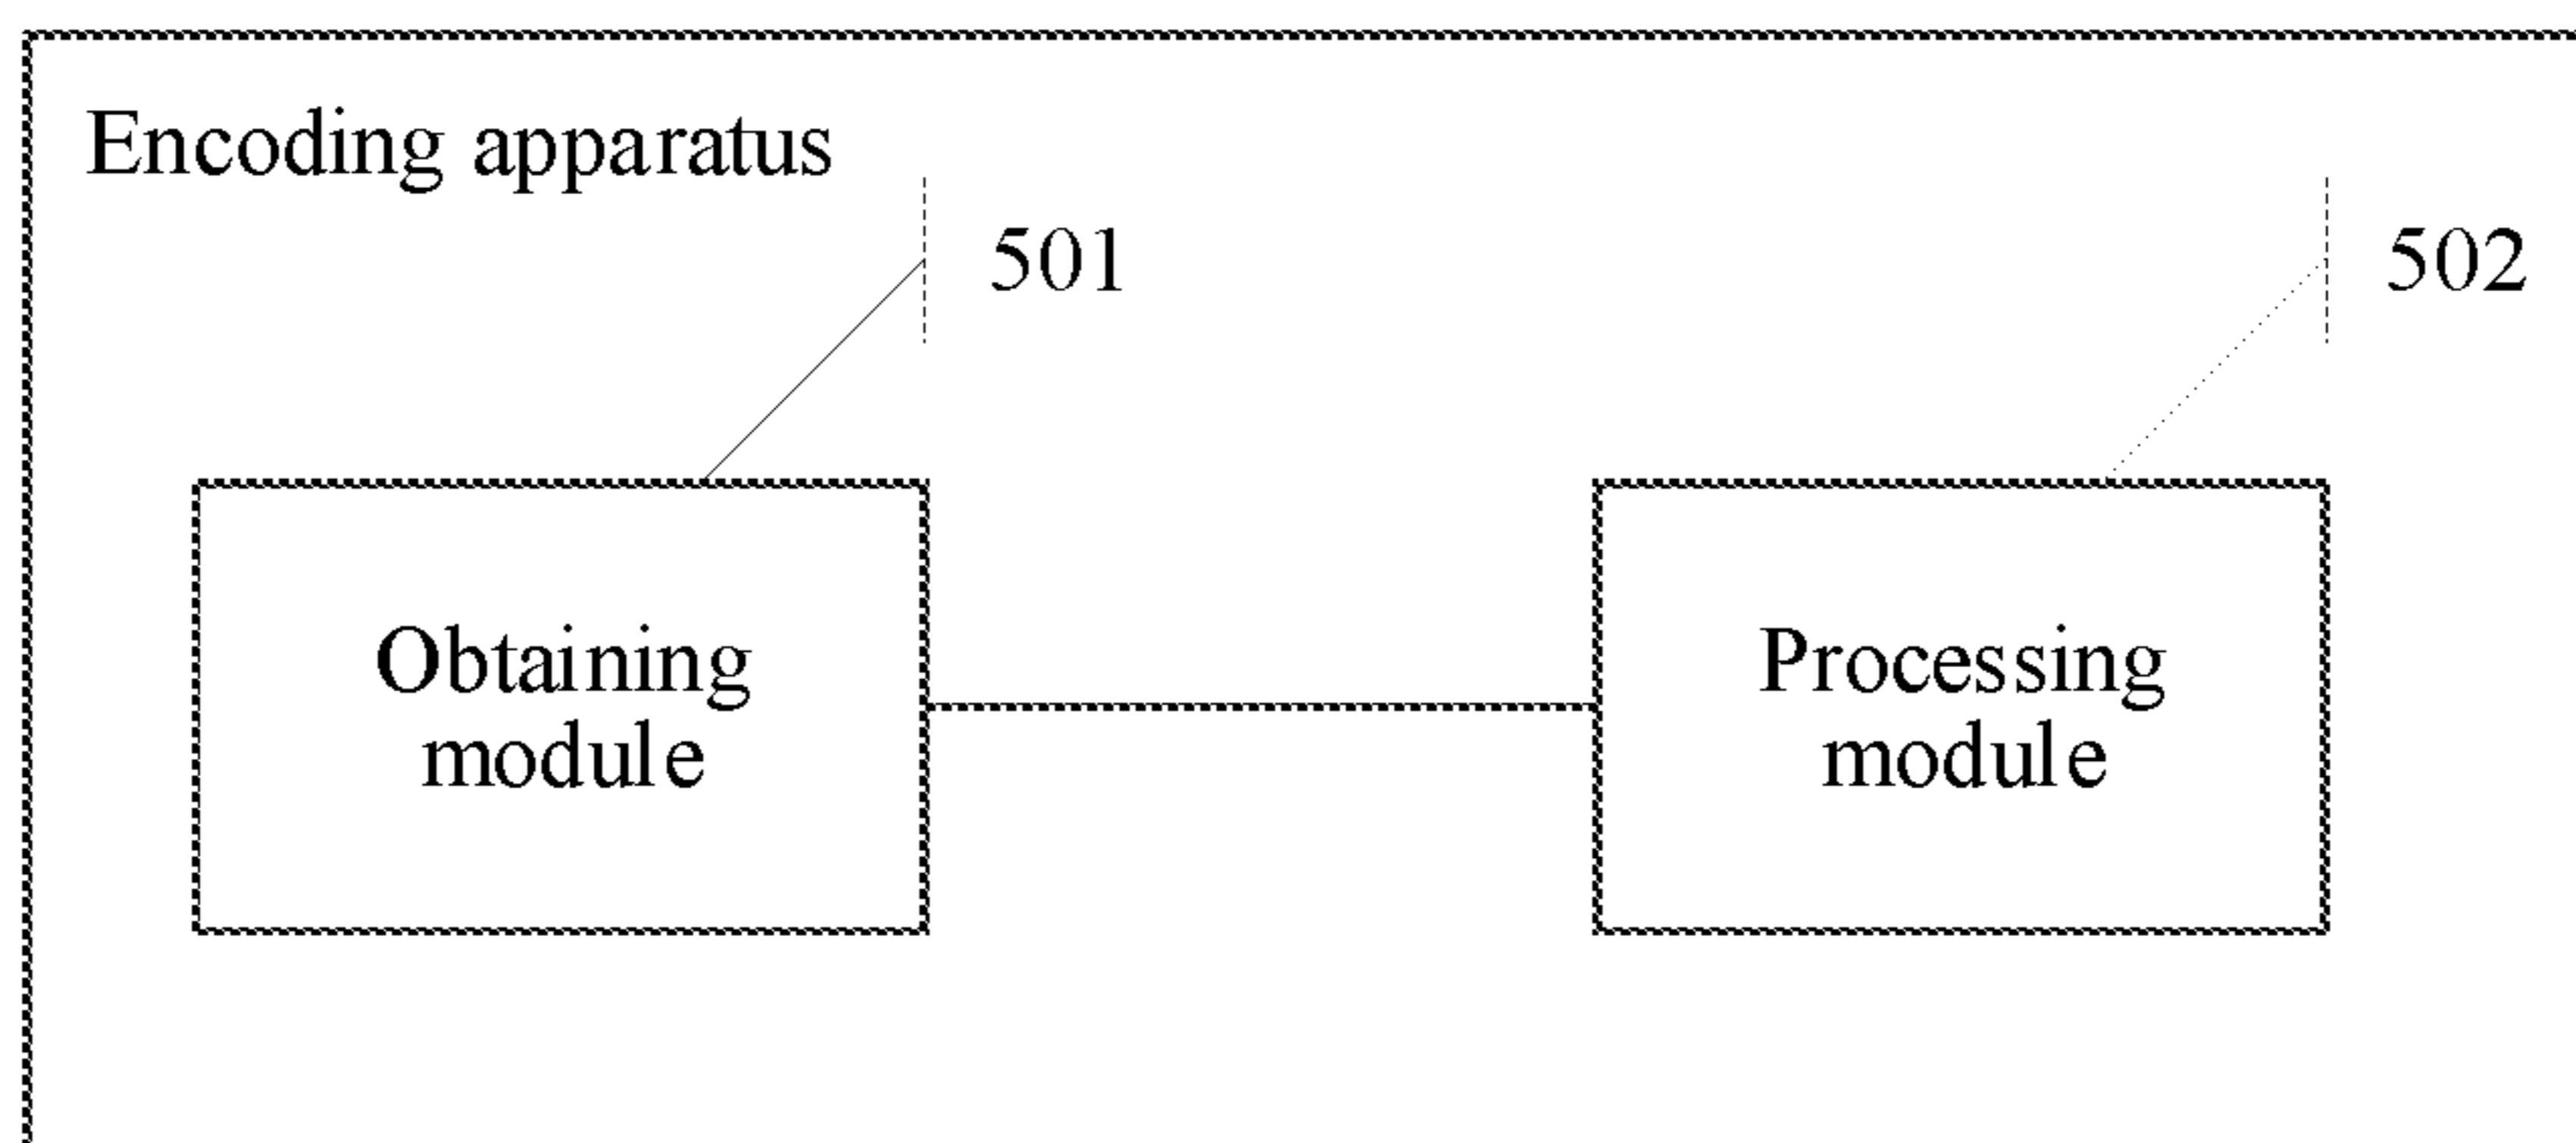 Encoding apparatus
501
502
Obtaining
module
Processing
module